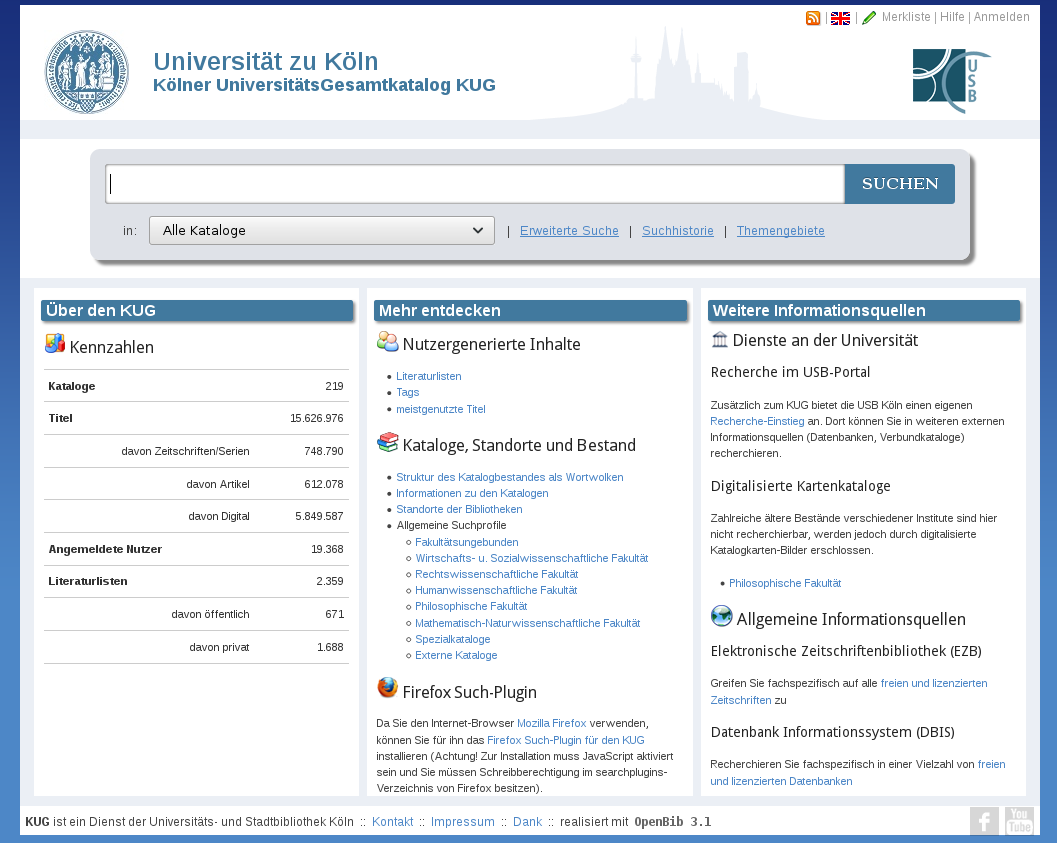 | | Merkliste | Hilfe | Anmelden
Universität zu Köln
Kölner UniversitätsGesamtkatalog KUG
USB
SUCHEN
in: Alle Kataloge | Erweiterte Suche | Suchhistorie | Themengebiete
Über den KUG
Kennzahlen
Kataloge 219
Titel 15.626.976
davon Zeitschriften/Serien 748.790
davon Artikel 612.078
davon Digital 5.849.587
Angemeldete Nutzer 19.368
Literaturlisten 2.359
davon öffentlich 671
davon privat 1.688
Mehr entdecken
Nutzergenerierte Inhalte
• Literaturlisten
• Tags
• meistgenutzte Titel
Kataloge, Standorte und Bestand
• Struktur des Katalogbestandes als Wortwolken
• Informationen zu den Katalogen
• Standorte der Bibliotheken
• Allgemeine Suchprofile
○ Fakultätsungebunden
○ Wirtschafts- u. Sozialwissenschaftliche Fakultät
○ Rechtswissenschaftliche Fakultät
○ Humanwissenschaftliche Fakultät
○ Philosophische Fakultät
○ Mathematisch-Naturwissenschaftliche Fakultät
○ Spezialkataloge
○ Externe Kataloge
Firefox Such-Plugin
Da Sie den Internet-Browser Mozilla Firefox verwenden,
können Sie für ihn das Firefox Such-Plugin für den KUG
installieren (Achtung! Zur Installation muss JavaScript aktiviert
sein und Sie müssen Schreibberechtigung im searchplugins-
Verzeichnis von Firefox besitzen).
Weitere Informationsquellen
Dienste an der Universität
Recherche im USB-Portal
Zusätzlich zum KUG bietet die USB Köln einen eigenen
Recherche-Einstieg an. Dort können Sie in weiteren externen
Informationsquellen (Datenbanken, Verbundkataloge)
recherchieren.
Digitalisierte Kartenkataloge
Zahlreiche ältere Bestände verschiedener Institute sind hier
nicht recherchierbar, werden jedoch durch digitalisierte
Katalogkarten-Bilder erschlossen.
• Philosophische Fakultät
Allgemeine Informationsquellen
Elektronische Zeitschriftenbibliothek (EZB)
Greifen Sie fachspezifisch auf alle freien und lizenzierten
Zeitschriften zu
Datenbank Informationssystem (DBIS)
Recherchieren Sie fachspezifisch in einer Vielzahl von freien
und lizenzierten Datenbanken
KUG ist ein Dienst der Universitäts- und Stadtbibliothek Köln :: Kontakt :: Impressum :: Dank :: realisiert mit OpenBib 3.1
f
You
Tube